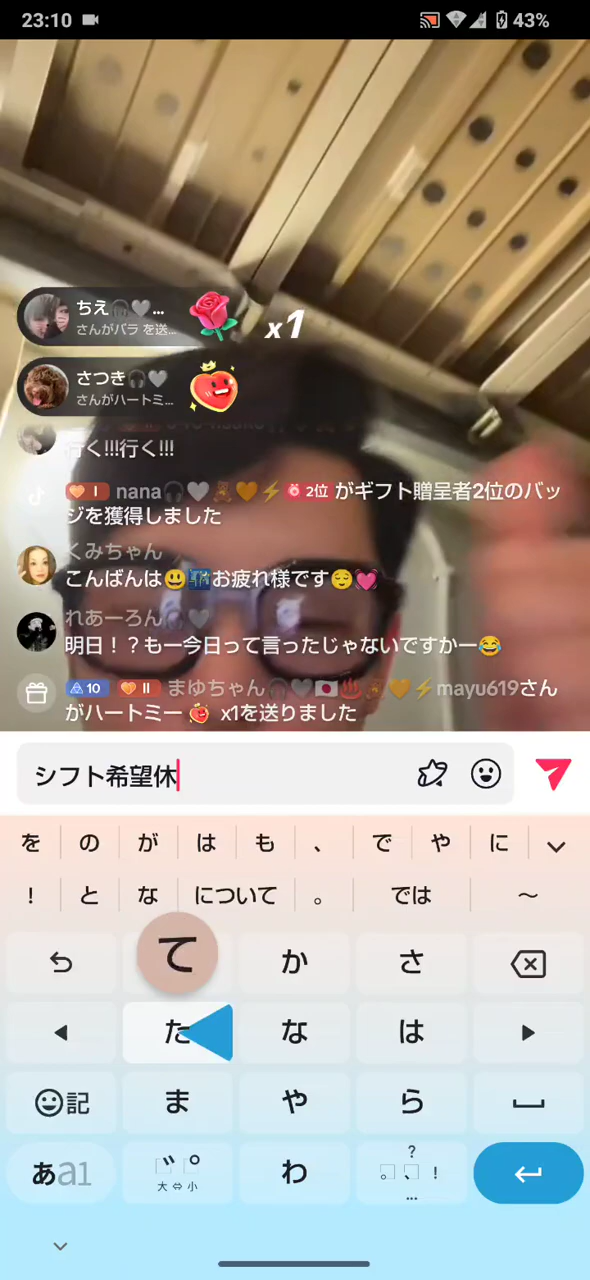 23:10
43%
ちえ🎧🩶...
さんがバラ を送...
x1
さつき🎧🩶
さんがハートミ...
行く!!!行く!!!
I nana🎧🩶🧸🧡⚡ 2位 がギフト贈呈者2位のバッ
ジを獲得しました
くみちゃん
こんばんは😃🌃お疲れ様です😌💓
れあーろん🎧🩶
明日！？もー今日って言ったじゃないですかー😂
10 II まゆちゃん🎧🩶🇯🇵♨️🧸🧡⚡mayu619さん
がハートミー x1を送りました
シフト希望休
を の が は も 、 で や に
! と な について 。 では ～
て か さ
た な は
記 ま や ら
あa1 大⇔小 わ 。、?!...